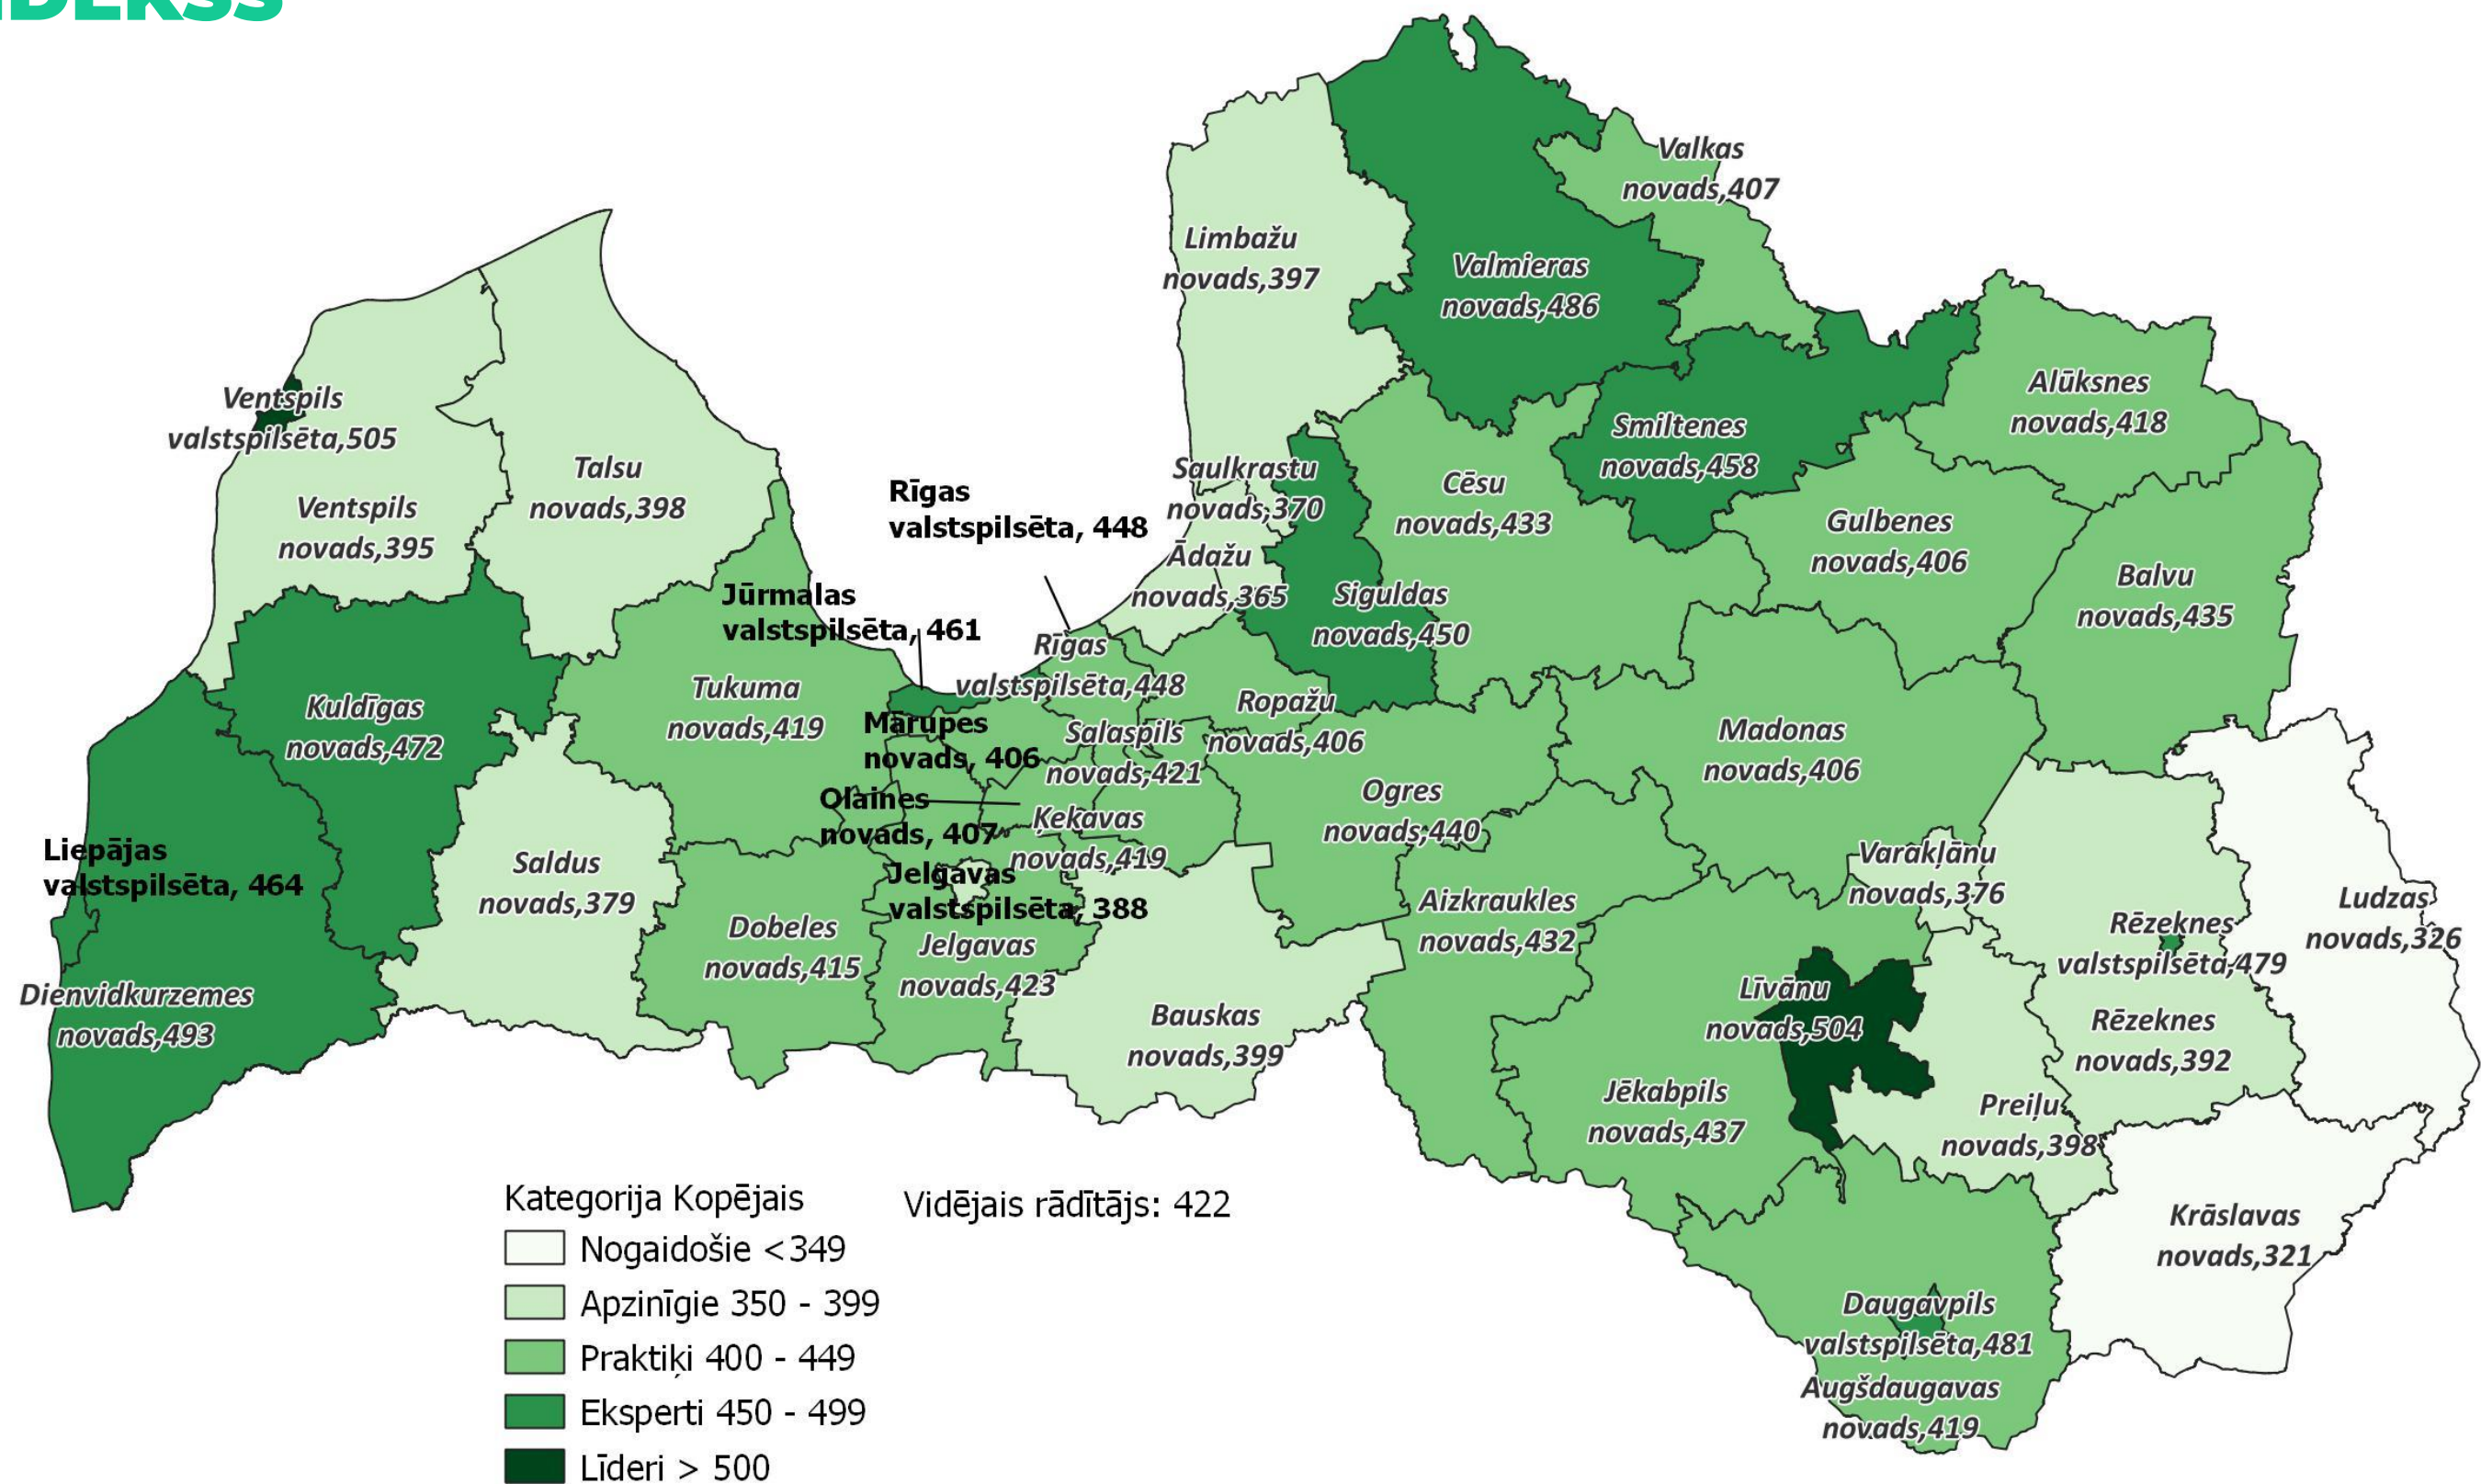 Valkas
novads,407
Limbažu
novads,397
Valmieras
novads,486
Alūksnes
novads,418
Ventspils
valstspilsēta,505
Smiltenes
novads,458
Talsu
novads,398
Saulkrastu
novads,370
Cēsu
novads,433
Rīgas
valstspilsēta, 448
Ventspils
novads,395
Gulbenes
novads,406
Ādažu
novads,365
Balvu
novads,435
Jūrmalas
valstspilsēta, 461
Siguldas
novads,450
Rīgas
valstspilsēta,448
Tukuma
novads,419
Ropažu
novads,406
Kuldīgas
novads,472
Mārupes
novads, 406
Salaspils
novads,421
Madonas
novads,406
Ogres
novads,440
Olaines
novads, 407
Ķekavas
novads,419
Liepājas
valstspilsēta, 464
Saldus
novads,379
Varakļānu
novads,376
Jelgavas
valstspilsēta, 388
Aizkraukles
novads,432
Ludzas
novads,326
Dobeles
novads,415
Rēzeknes
valstspilsēta,479
Jelgavas
novads,423
Dienvidkurzemes
novads,493
Līvānu
novads,504
Bauskas
novads,399
Rēzeknes
novads,392
Jēkabpils
novads,437
Preiļu
novads,398
Krāslavas
novads,321
Daugavpils
valstspilsēta,481
Augšdaugavas
novads,419
Kategorija Kopējais
Vidējais rādītājs: 422
Nogaidošie <349
Apzinīgie 350 - 399
Praktiķi 400 - 449
Eksperti 450 - 499
Līderi > 500